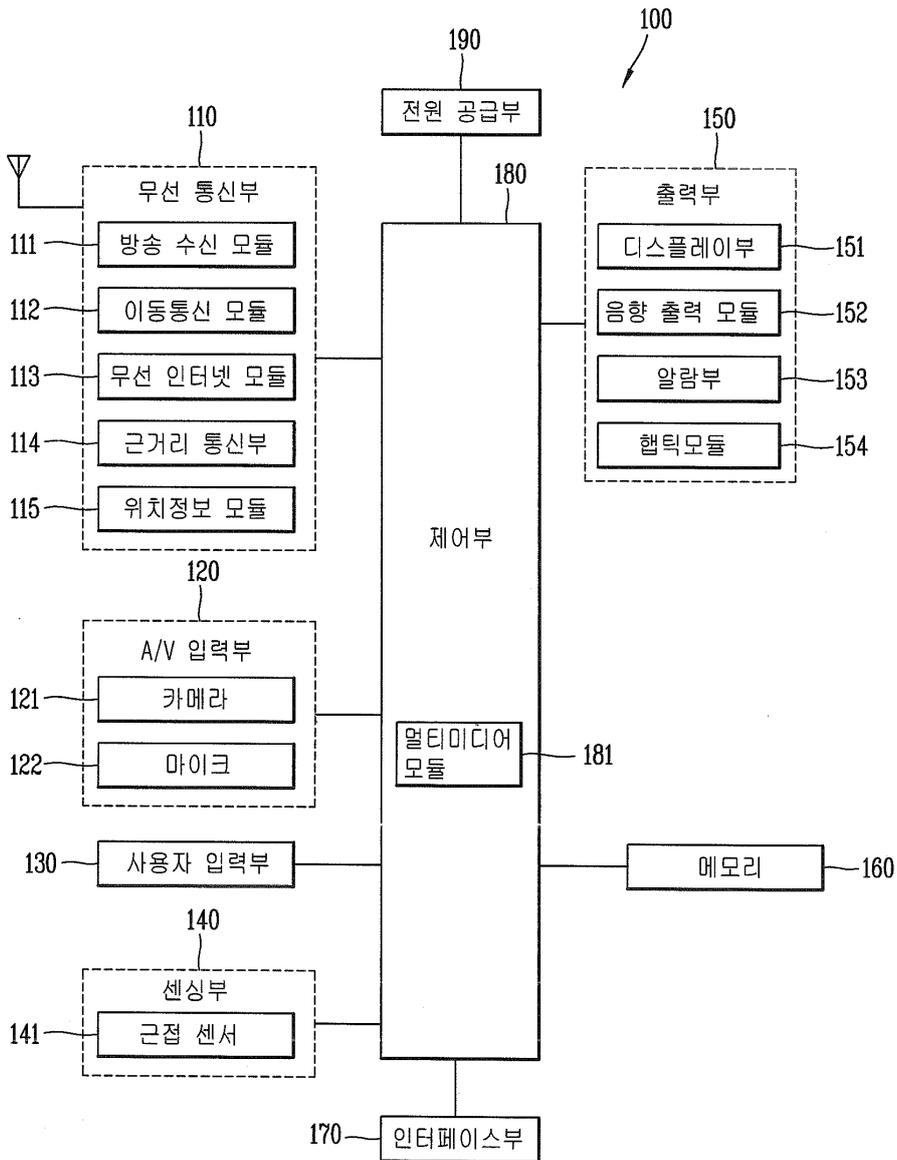 100
190
전원 공급부
110
무선 통신부
111 방송 수신 모듈
112 이동통신 모듈
113 무선 인터넷 모듈
114 근거리 통신부
115 위치정보 모듈
120
A/V 입력부
121 카메라
122 마이크
130 사용자 입력부
140
센싱부
141 근접 센서
180
제어부
멀티미디어
모듈
181
150
출력부
디스플레이부 151
음향 출력 모듈 152
알람부 153
햅틱모듈 154
메모리 160
170 인터페이스부